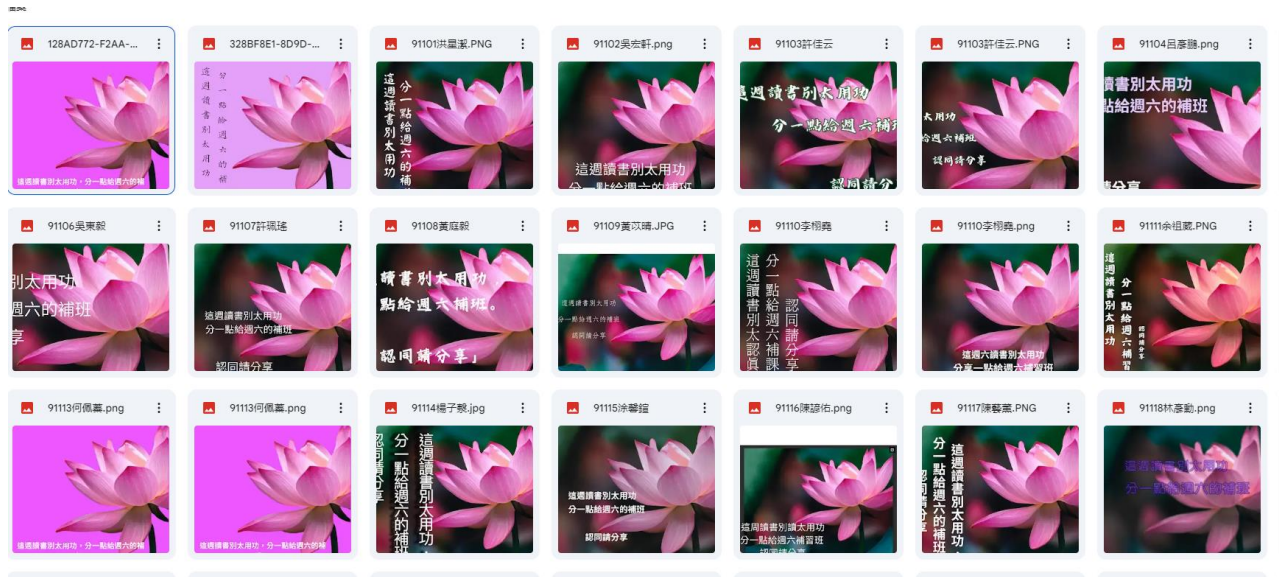 128AD772-F2AA-...
這週讀書別太用功,分一點給週六的補
328BF8E1-8D9D-...
這週讀書別太用功
分一點給週六的補
91101洪星潔.PNG
分一點給週六的補
這週讀書別太用功
91102吳宏軒.png
這週讀書別太用功
分一點給週六的補班
91103許佳云
這週讀書別太用功
分一點給週六補班
認同請分
91103許佳云.PNG
太用功
給週六補班
認同請分享
91104呂彥鵬.png
讀書別太用功
點給週六的補班
請分享
91106吳東毅
別太用功
週六的補班
享
91107許珮瑤
這週讀書別太用功
分一點給週六的補班
認同請分享
91108黃庭毅
讀書別太用功
點給週六補班。
認同請分享」
91109黃苡晴.JPG
這週讀書別太用功
分一點給週六的補班
認同請分享
91110李栩堯
認同請分享
分一點給週六補課
這週讀書別太認真
91110李栩堯.png
這週六讀書別太用功
分享一點給週六補習班
91111余祖葳.PNG
這週讀書別太用功
分一點給週六補習
認同請分享
91113何佩蓁.png
這週讀書別太用功,分一點給週六的補
91113何佩蓁.png
這週讀書別太用功,分一點給週六的補
91114楊子毅.jpg
這週讀書別太用功,
分一點給週六的補班
認同請分享
91115涂馨鎧
這週讀書別太用功
分一點給週六的補班
認同請分享
91116陳諺佑.png
這周讀書別讀太用功
分一點給週六補習班
認同請分享
91117陳藝薰.PNG
這週讀書別太用功,
分一點給週六的補班
認同請分享
91118林彥勳.png
這週讀書別太用功
分一點給週六的補班